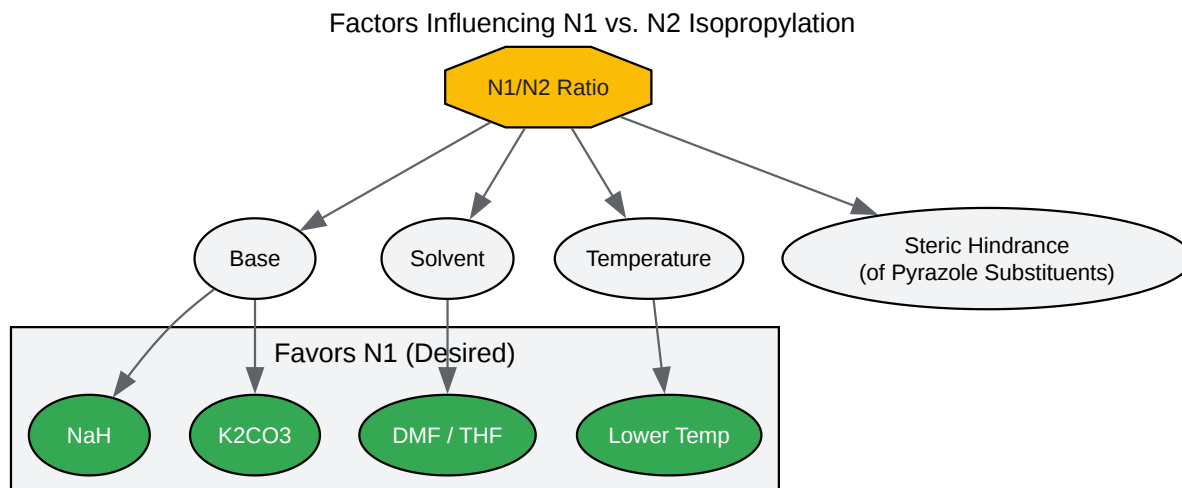 Factors Influencing N1 vs. N2 Isopropylation
N1/N2 Ratio
Base
Solvent
Temperature
Steric Hindrance
(of Pyrazole Substituents)
Favors N1 (Desired)
NaH
K2CO3
DMF / THF
Lower Temp